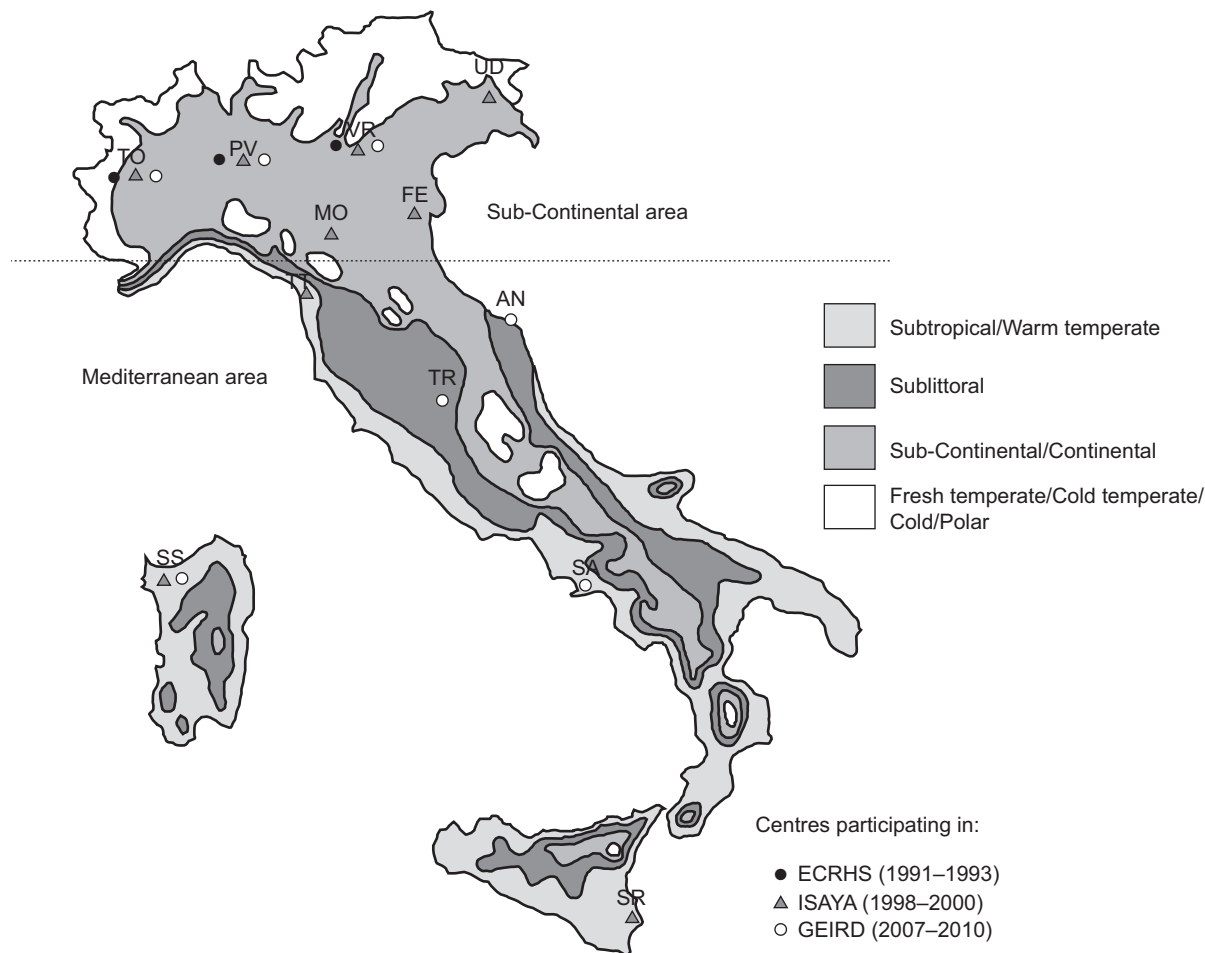 UD
VR
PV
TO
FE
MO
Sub-Continental area
TT
AN
Subtropical/Warm temperate
Mediterranean area
TR
Sublittoral
Sub-Continental/Continental
Fresh temperate/Cold temperate/
Cold/Polar
SS
SA
Centres participating in:
ECRHS (1991–1993)
ISAYA (1998–2000)
GEIRD (2007–2010)
SR